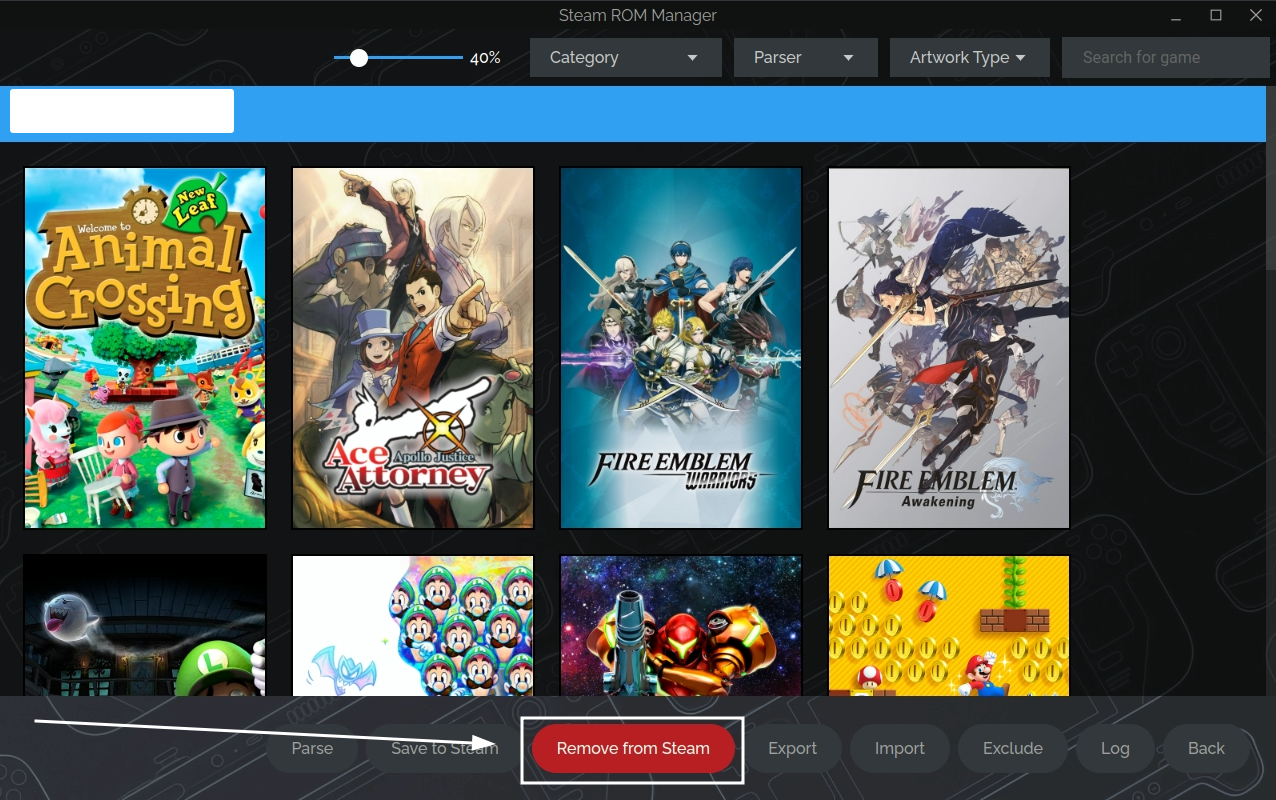 Steam ROM Manager
40%
Category
Parser
Artwork Type
Search for game
New
Leaf
Welcome to
Animal
Crossing
Ace
Apollo Justice
Attorney
FIRE EMBLEM
WARRIORS
FIRE EMBLEM
Awakening
L
Parse
Save to Steam
Remove from Steam
Export
Import
Exclude
Log
Back